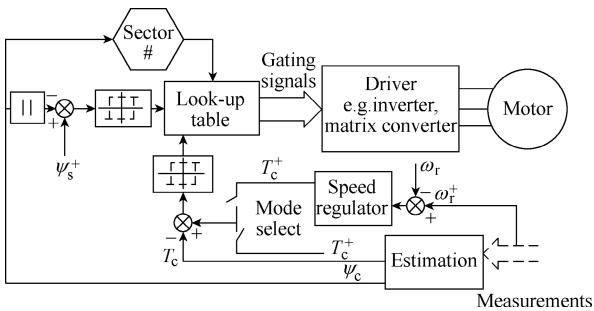 Sector
#
Gating
signals
Driver
e.g.inverter,
matrix converter
Motor
Look-up
table
||
−
+
ψs+
Tc+
Speed
regulator
ωr
−
ωr+
+
Mode
select
−
+
Tc
Tc+
ψc
Estimation
Measurements